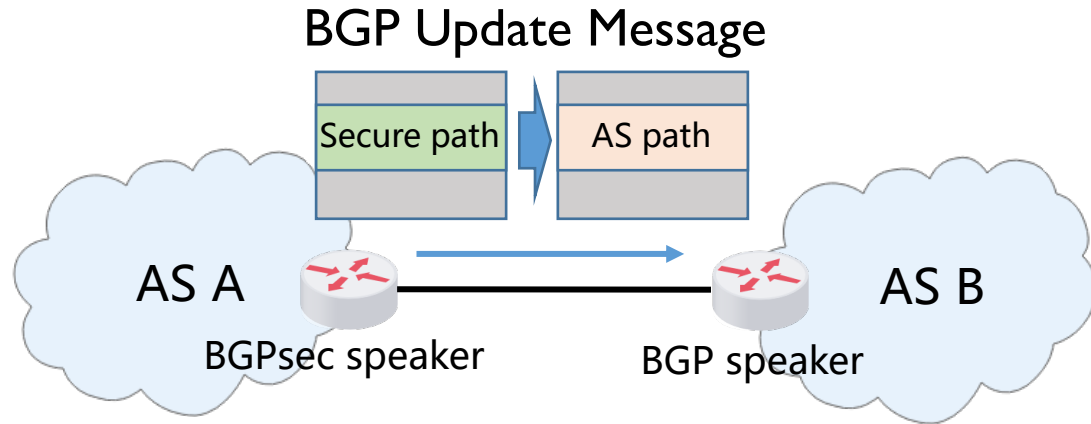 BGP Update Message
Secure path
AS path
AS A
AS B
BGPsec speaker
BGP speaker